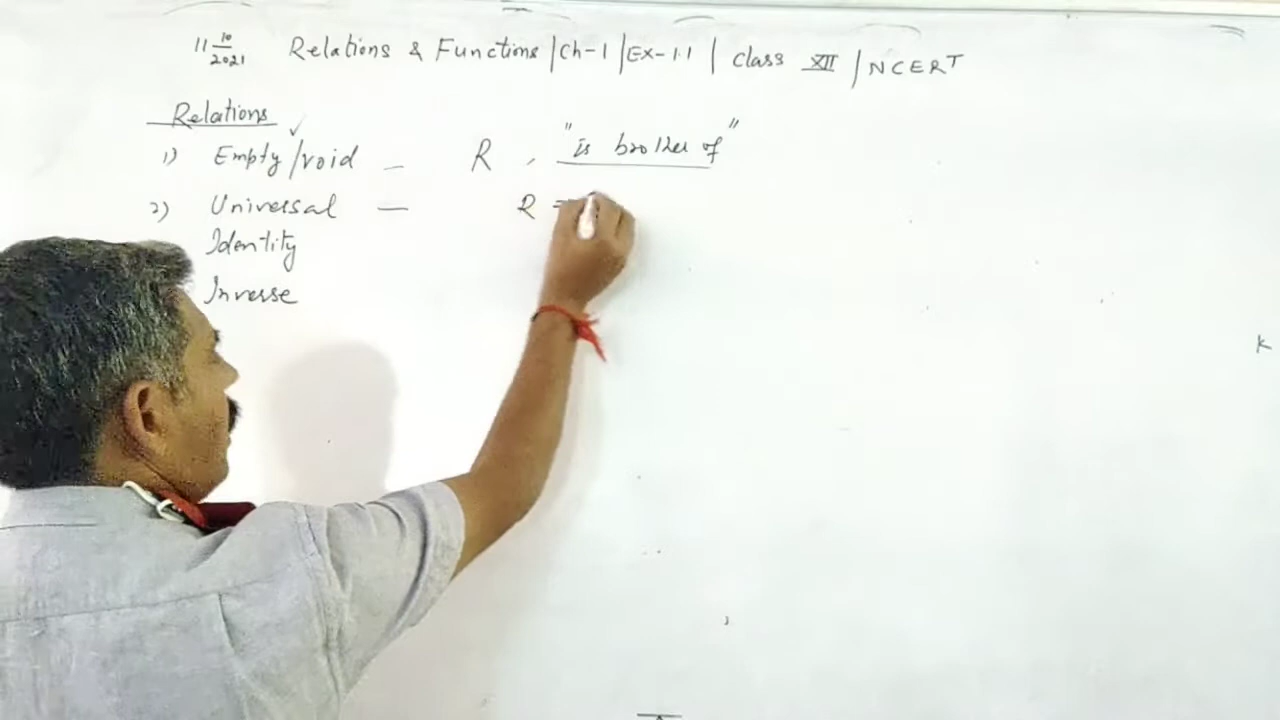 11 10/2021 Relations & Functions | Ch-1 | Ex-1.1 | Class XII | NCERT
Relations
1) Empty/void - R, "is brother of"
2) Universal - R =
Identity
Inverse
K